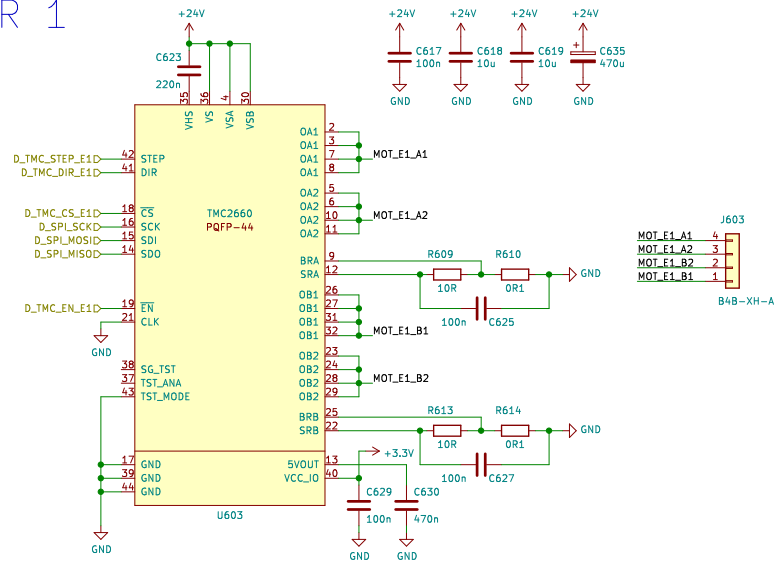 R 1
+24V
+24V
+24V
+24V
+24V
C623
220n
C617
100n
C618
10u
C619
10u
+
C635
470u
GND
GND
GND
GND
35
36
4
30
VHS
VS
VSA
VSB
TMC2660
PQFP-44
D_TMC_STEP_E1 42 STEP
D_TMC_DIR_E1 41 DIR
D_TMC_CS_E1 18 CS
D_SPI_SCK 16 SCK
D_SPI_MOSI 15 SDI
D_SPI_MISO 14 SDO
D_TMC_EN_E1 19 EN
21 CLK
GND
38 SG_TST
37 TST_ANA
43 TST_MODE
17 GND
39 GND
44 GND
GND
OA1 2
OA1 3
OA1 7 MOT_E1_A1
OA1 8
OA2 5
OA2 6
OA2 10 MOT_E1_A2
OA2 11
BRA 9
SRA 12
R609
10R
R610
0R1
GND
100n C625
OB1 26
OB1 27
OB1 31
OB1 32 MOT_E1_B1
OB2 23
OB2 24
OB2 28 MOT_E1_B2
OB2 29
BRB 25
SRB 22
R613
10R
R614
0R1
GND
100n C627
5VOUT 13
VCC_IO 40
+3.3V
C629
100n
C630
470n
GND
GND
U603
J603
MOT_E1_A1 4
MOT_E1_A2 3
MOT_E1_B2 2
MOT_E1_B1 1
B4B-XH-A